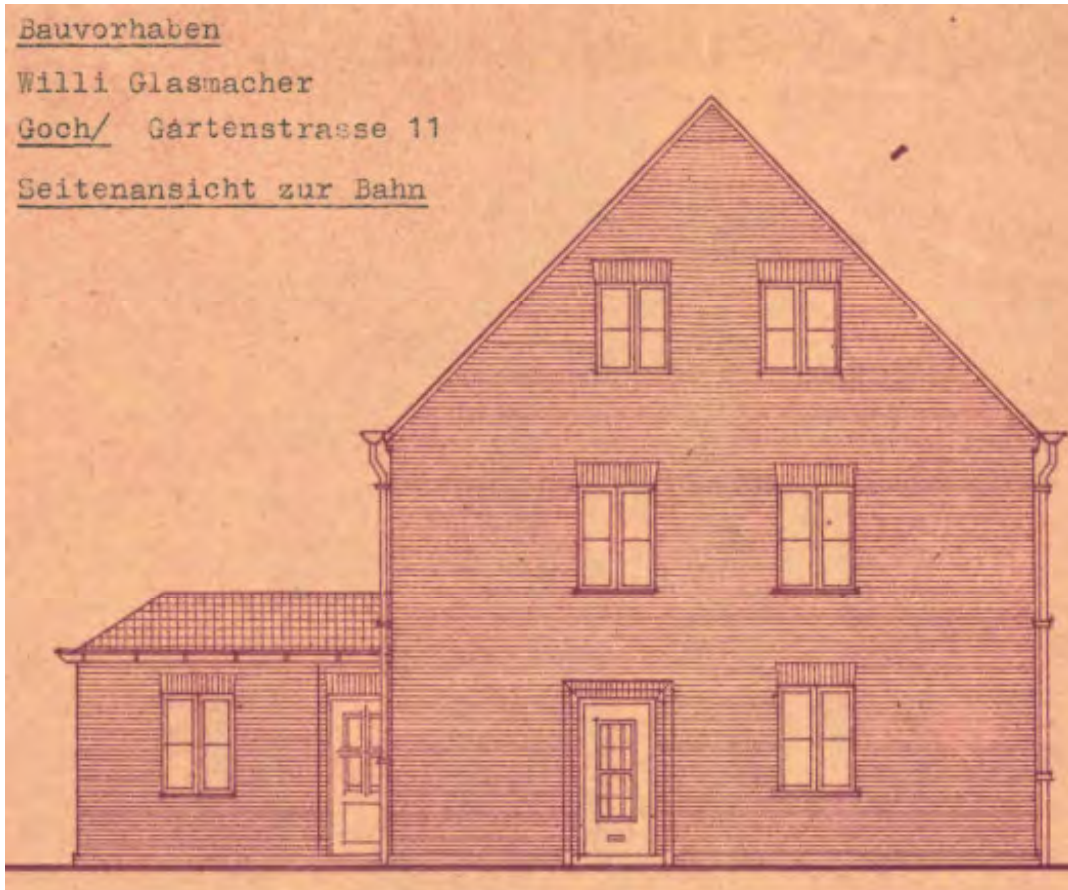 Bauvorhaben
Willi Glasmacher
Goch/ Gartenstrasse 11
Seitenansicht zur Bahn